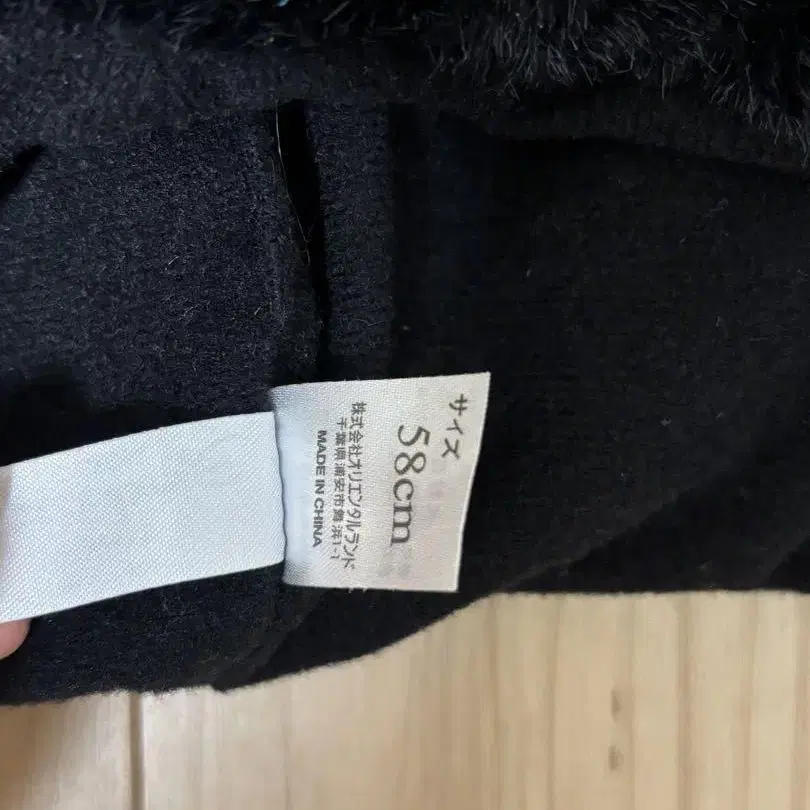 サイズ
58cm
株式会社オリエンタルランド
千葉県浦安市舞浜1-1
MADE IN CHINA